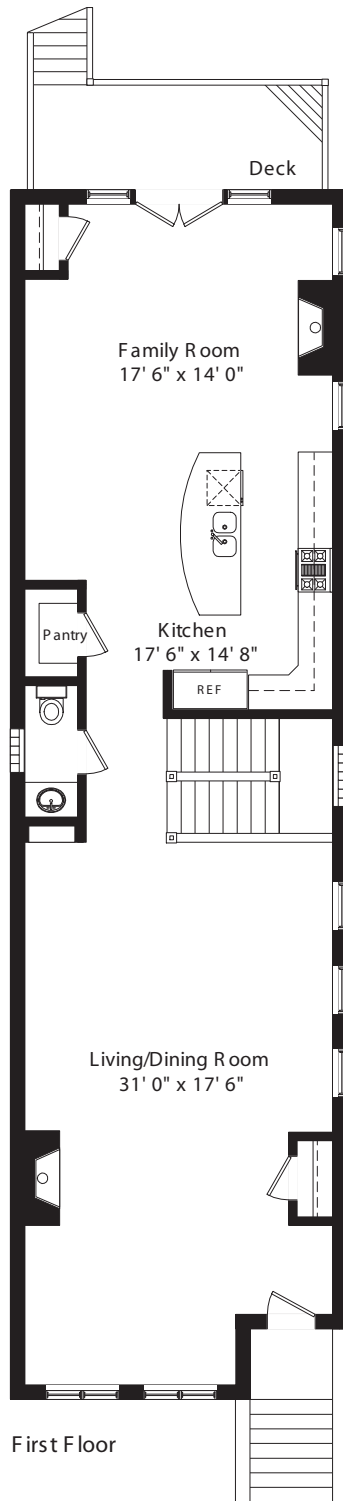 Deck
Family Room
17' 6" x 14' 0"
Pantry
Kitchen
17' 6" x 14' 8"
REF
Living/Dining Room
31' 0" x 17' 6"
First Floor